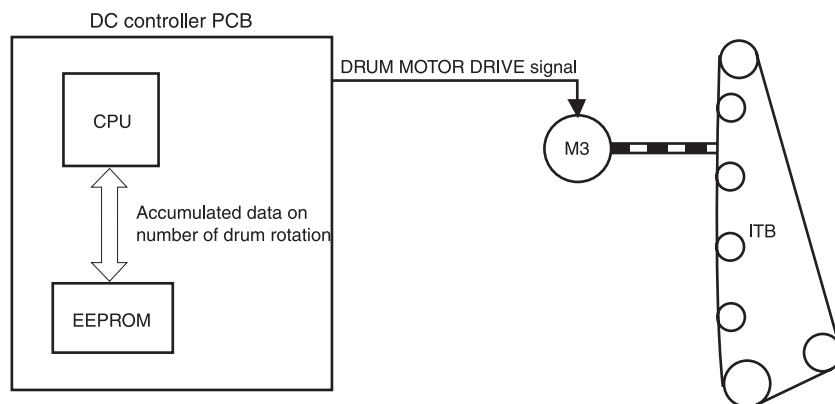 DC controller PCB
DRUM MOTOR DRIVE signal
CPU
M3
Accumulated data on
number of drum rotation
ITB
EEPROM